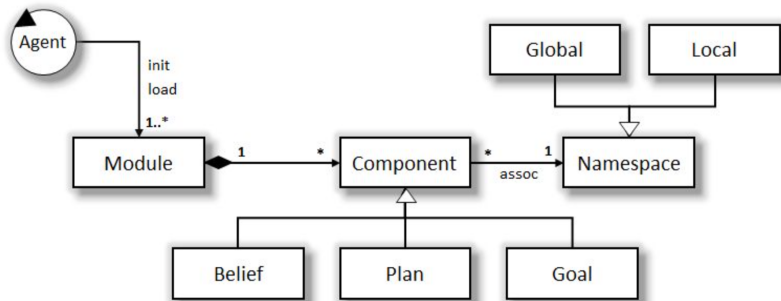 Agent
Global
Local
init
load
1..*
Module
1
*
Component
*
1
assoc
Namespace
Belief
Plan
Goal